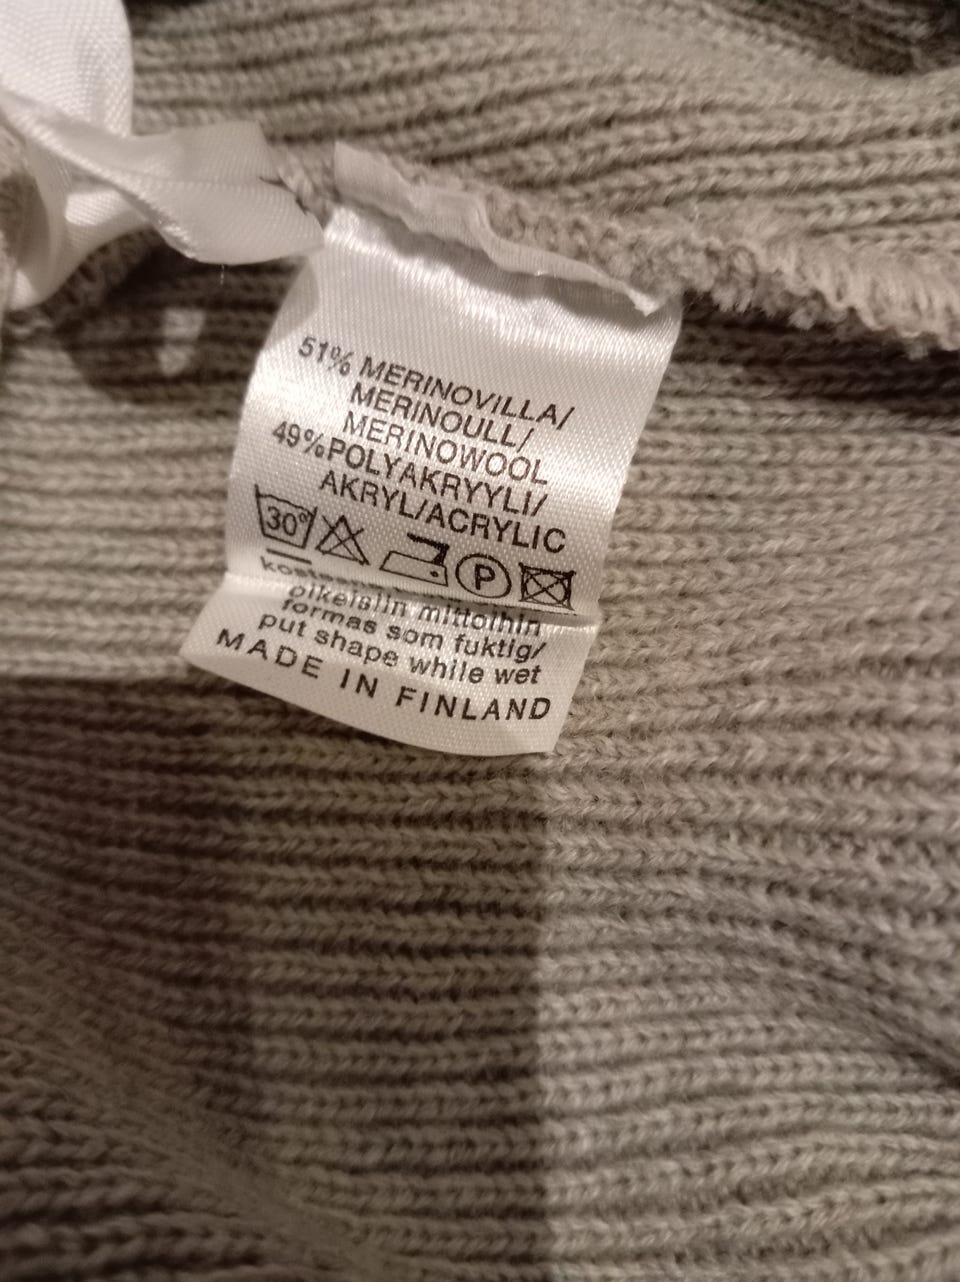 51% MERINOVILLA/
MERINOULL/
MERINOWOOL
49%POLYAKRYYLI/
AKRYL/ACRYLIC
30° P
oikeisiin mittoihin
formas som fuktig/
put shape while wet
MADE IN FINLAND